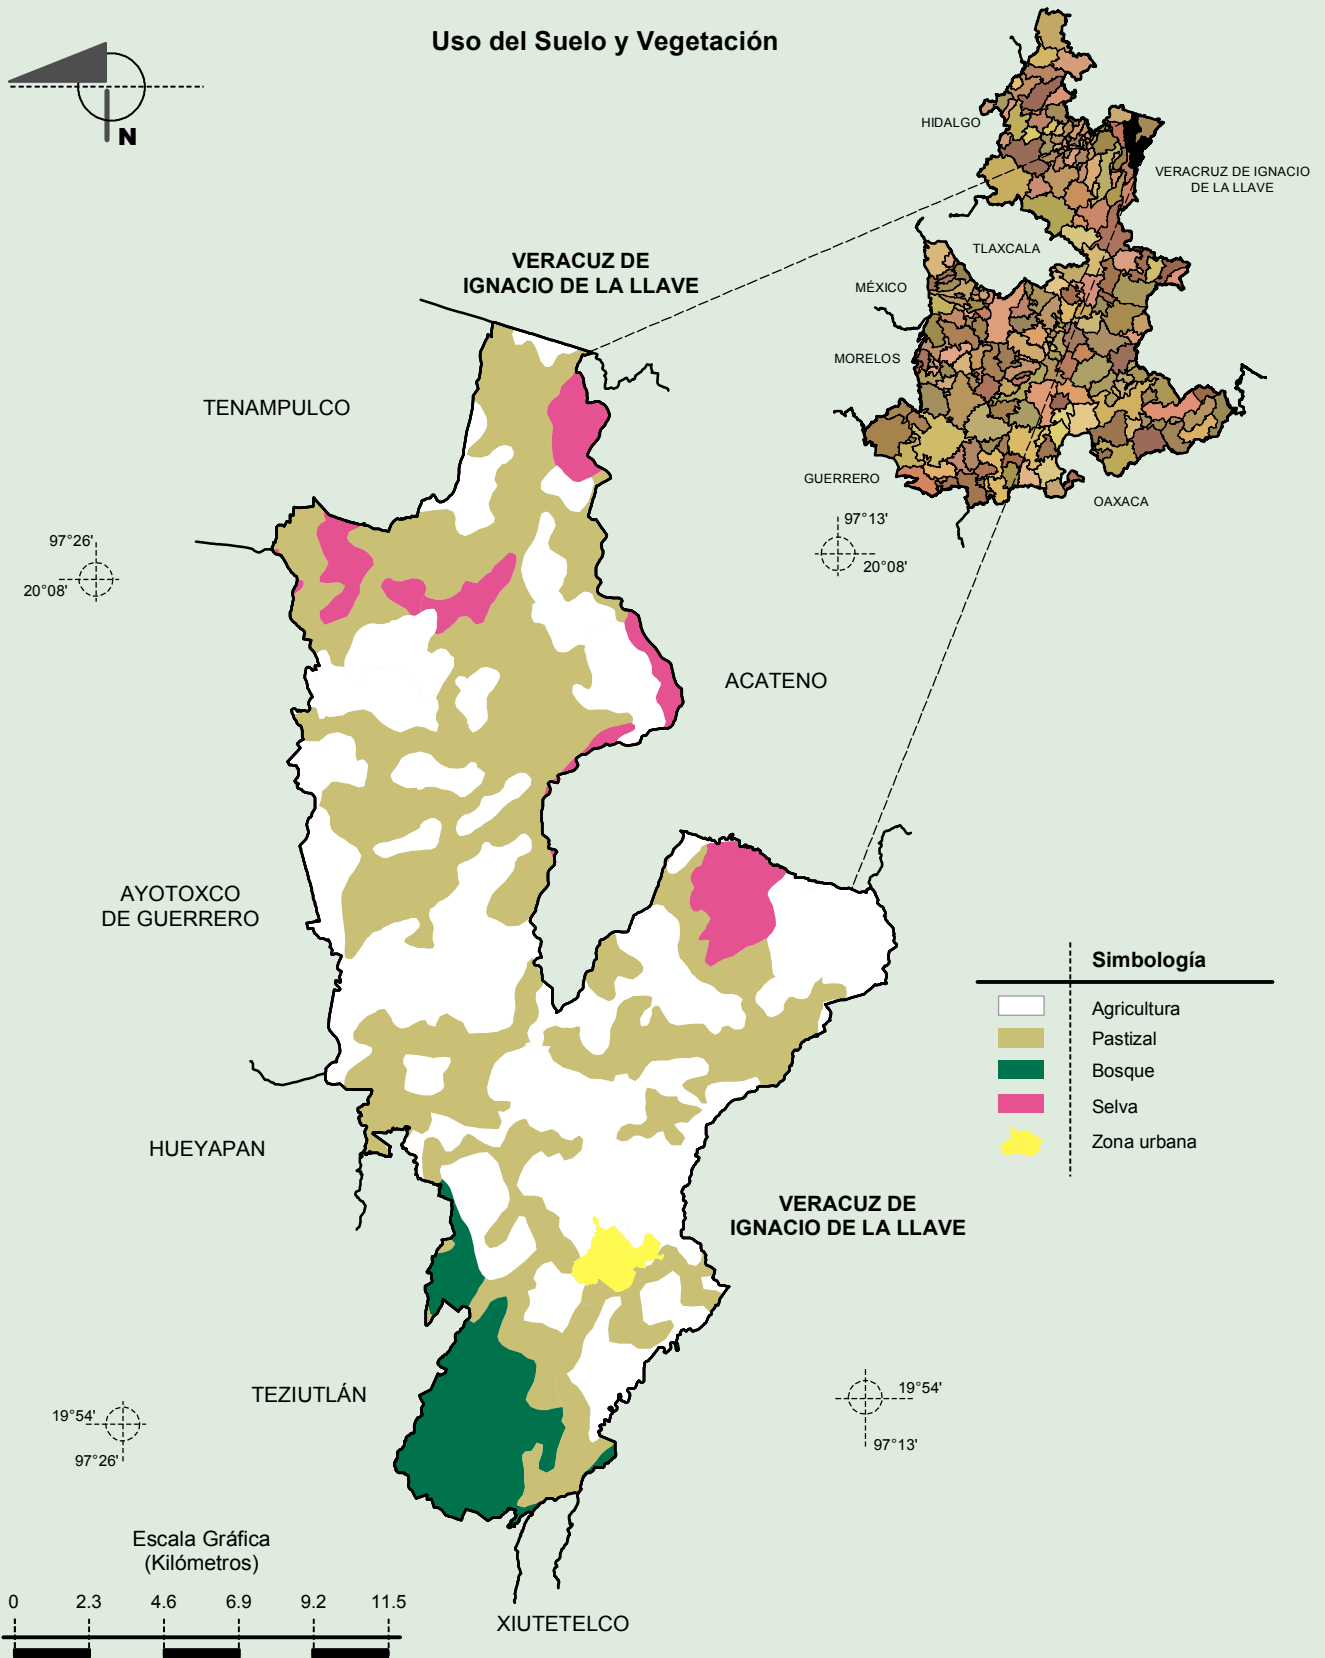 Uso del Suelo y Vegetación
N
HIDALGO
VERACRUZ DE IGNACIO
DE LA LLAVE
TLAXCALA
MÉXICO
MORELOS
GUERRERO
OAXACA
VERACUZ DE
IGNACIO DE LA LLAVE
TENAMPULCO
97°26'
20°08'
97°13'
20°08'
ACATENO
AYOTOXCO
DE GUERRERO
Simbología
Agricultura
Pastizal
Bosque
Selva
Zona urbana
HUEYAPAN
VERACUZ DE
IGNACIO DE LA LLAVE
TEZIUTLÁN
19°54'
97°26'
19°54'
97°13'
Escala Gráfica
(Kilómetros)
0 2.3 4.6 6.9 9.2 11.5
XIUTETELCO